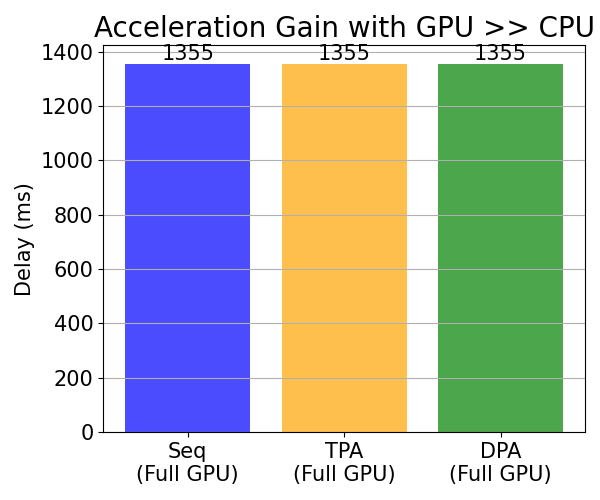 Acceleration Gain with GPU >> CPU
1355 1355 1355
1400
1200
1000
800
600
400
200
0
Delay (ms)
Seq TPA DPA
(Full GPU) (Full GPU) (Full GPU)